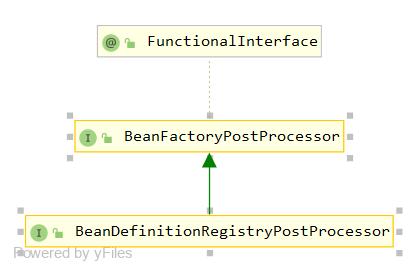 @ FunctionalInterface
I BeanFactoryPostProcessor
I BeanDefinitionRegistryPostProcessor
Powered by yFiles